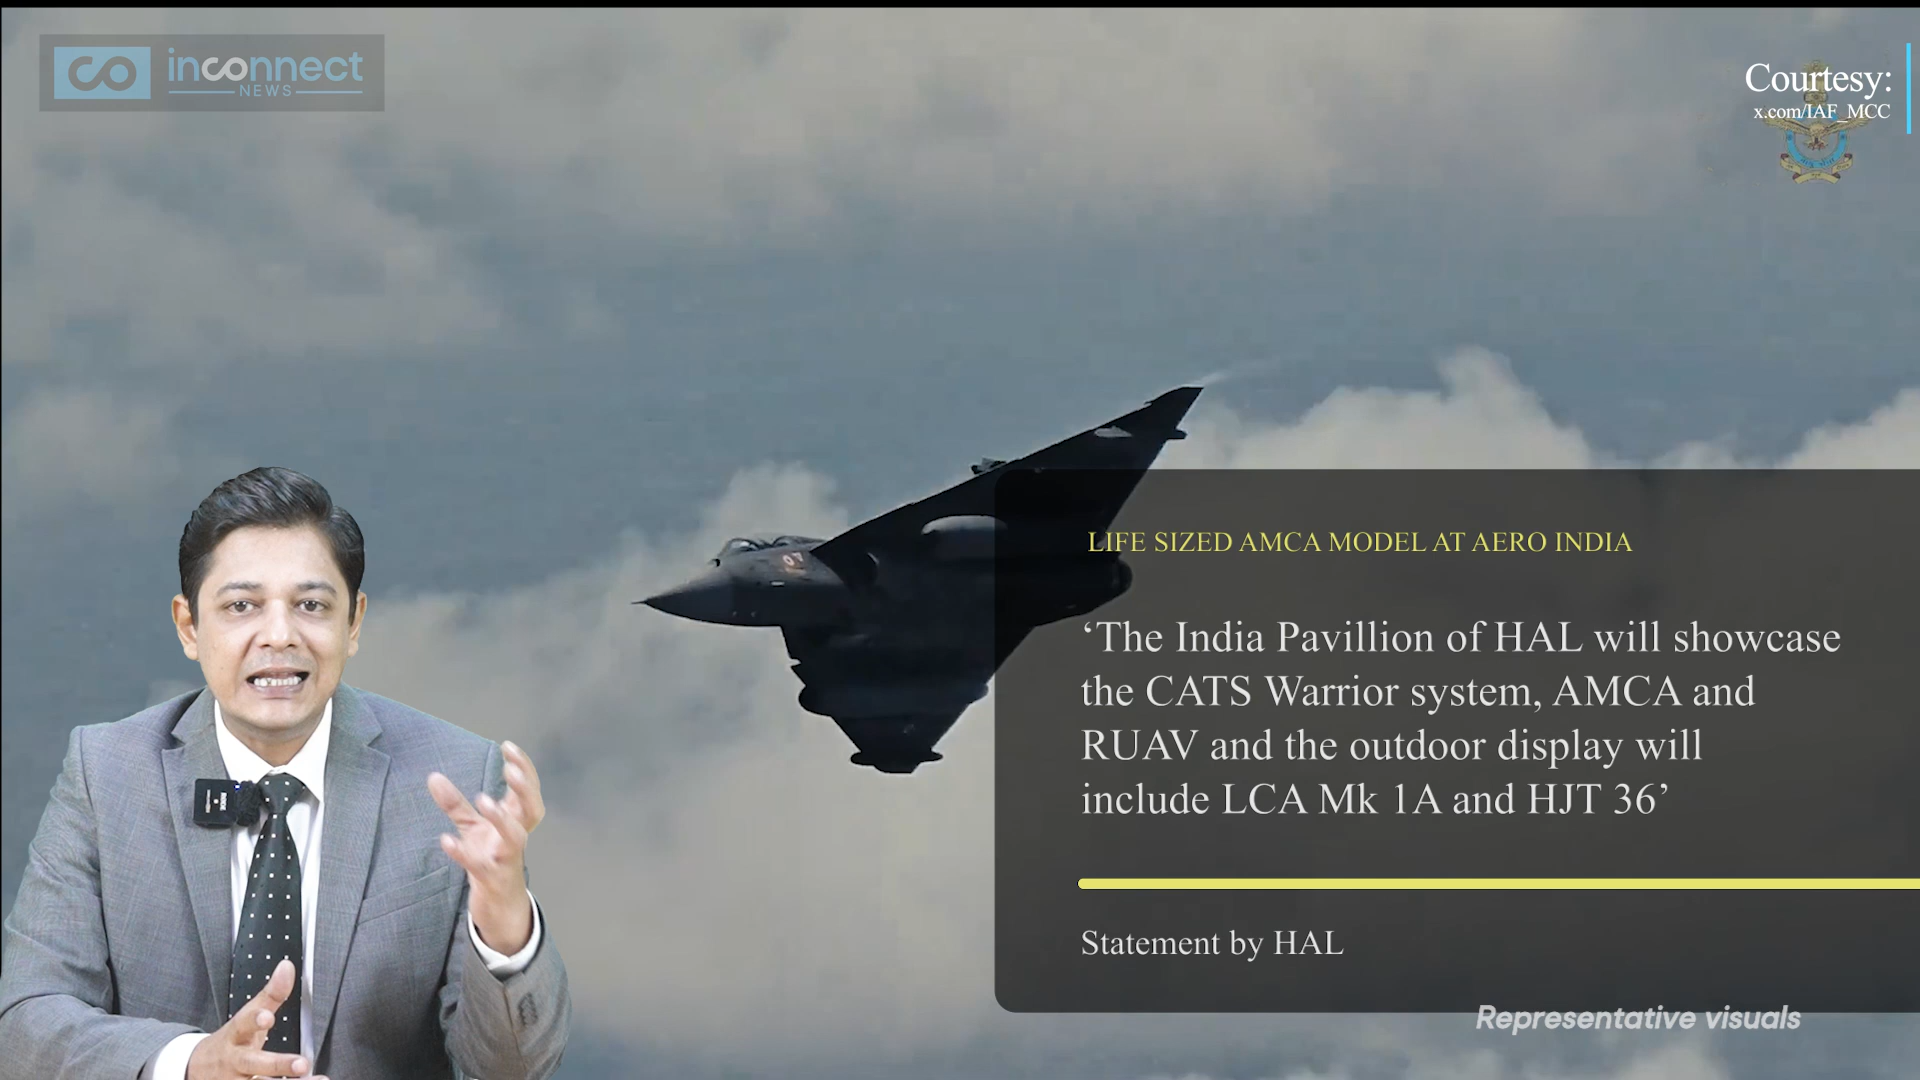 inconnect
NEWS
Courtesy:
x.com/IAF_MCC
LIFE SIZED AMCA MODEL AT AERO INDIA
‘The India Pavillion of HAL will showcase
the CATS Warrior system, AMCA and
RUAV and the outdoor display will
include LCA Mk 1A and HJT 36’
Statement by HAL
Representative visuals